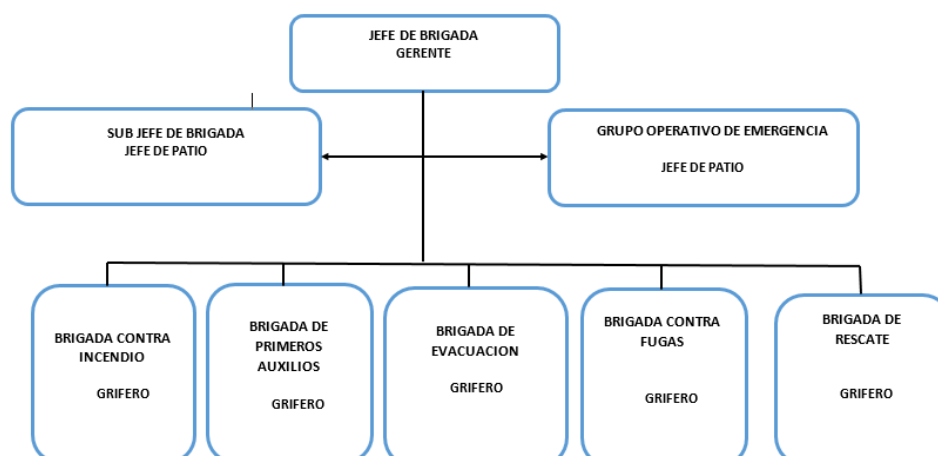 JEFE DE BRIGADA
GERENTE
SUB JEFE DE BRIGADA
JEFE DE PATIO
GRUPO OPERATIVO DE EMERGENCIA
JEFE DE PATIO
BRIGADA CONTRA
INCENDIO
GRIFERO
BRIGADA DE
PRIMEROS
AUXILIOS
GRIFERO
BRIGADA DE
EVACUACION
GRIFERO
BRIGADA CONTRA
FUGAS
GRIFERO
BRIGADA DE
RESCATE
GRIFERO